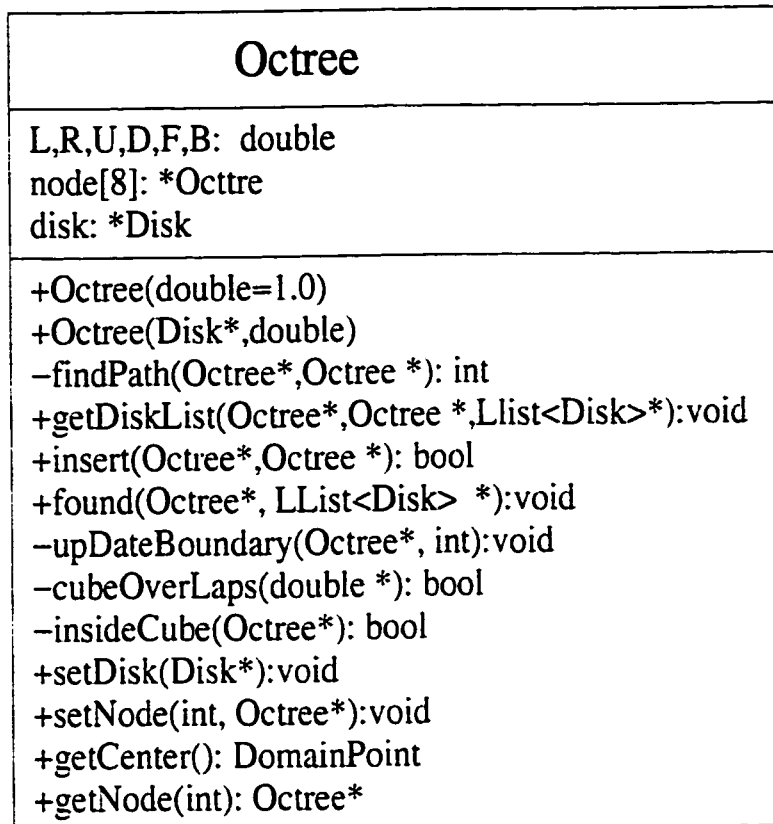 Octree
L,R,U,D,F,B: double
node[8]: *Octtre
disk: *Disk
+Octree(double=1.0)
+Octree(Disk*,double)
−findPath(Octree*,Octree *): int
+getDiskList(Octree*,Octree *,Llist<Disk>*):void
+insert(Octree*,Octree *): bool
+found(Octree*, LList<Disk> *):void
−upDateBoundary(Octree*, int):void
−cubeOverLaps(double *): bool
−insideCube(Octree*): bool
+setDisk(Disk*):void
+setNode(int, Octree*):void
+getCenter(): DomainPoint
+getNode(int): Octree*